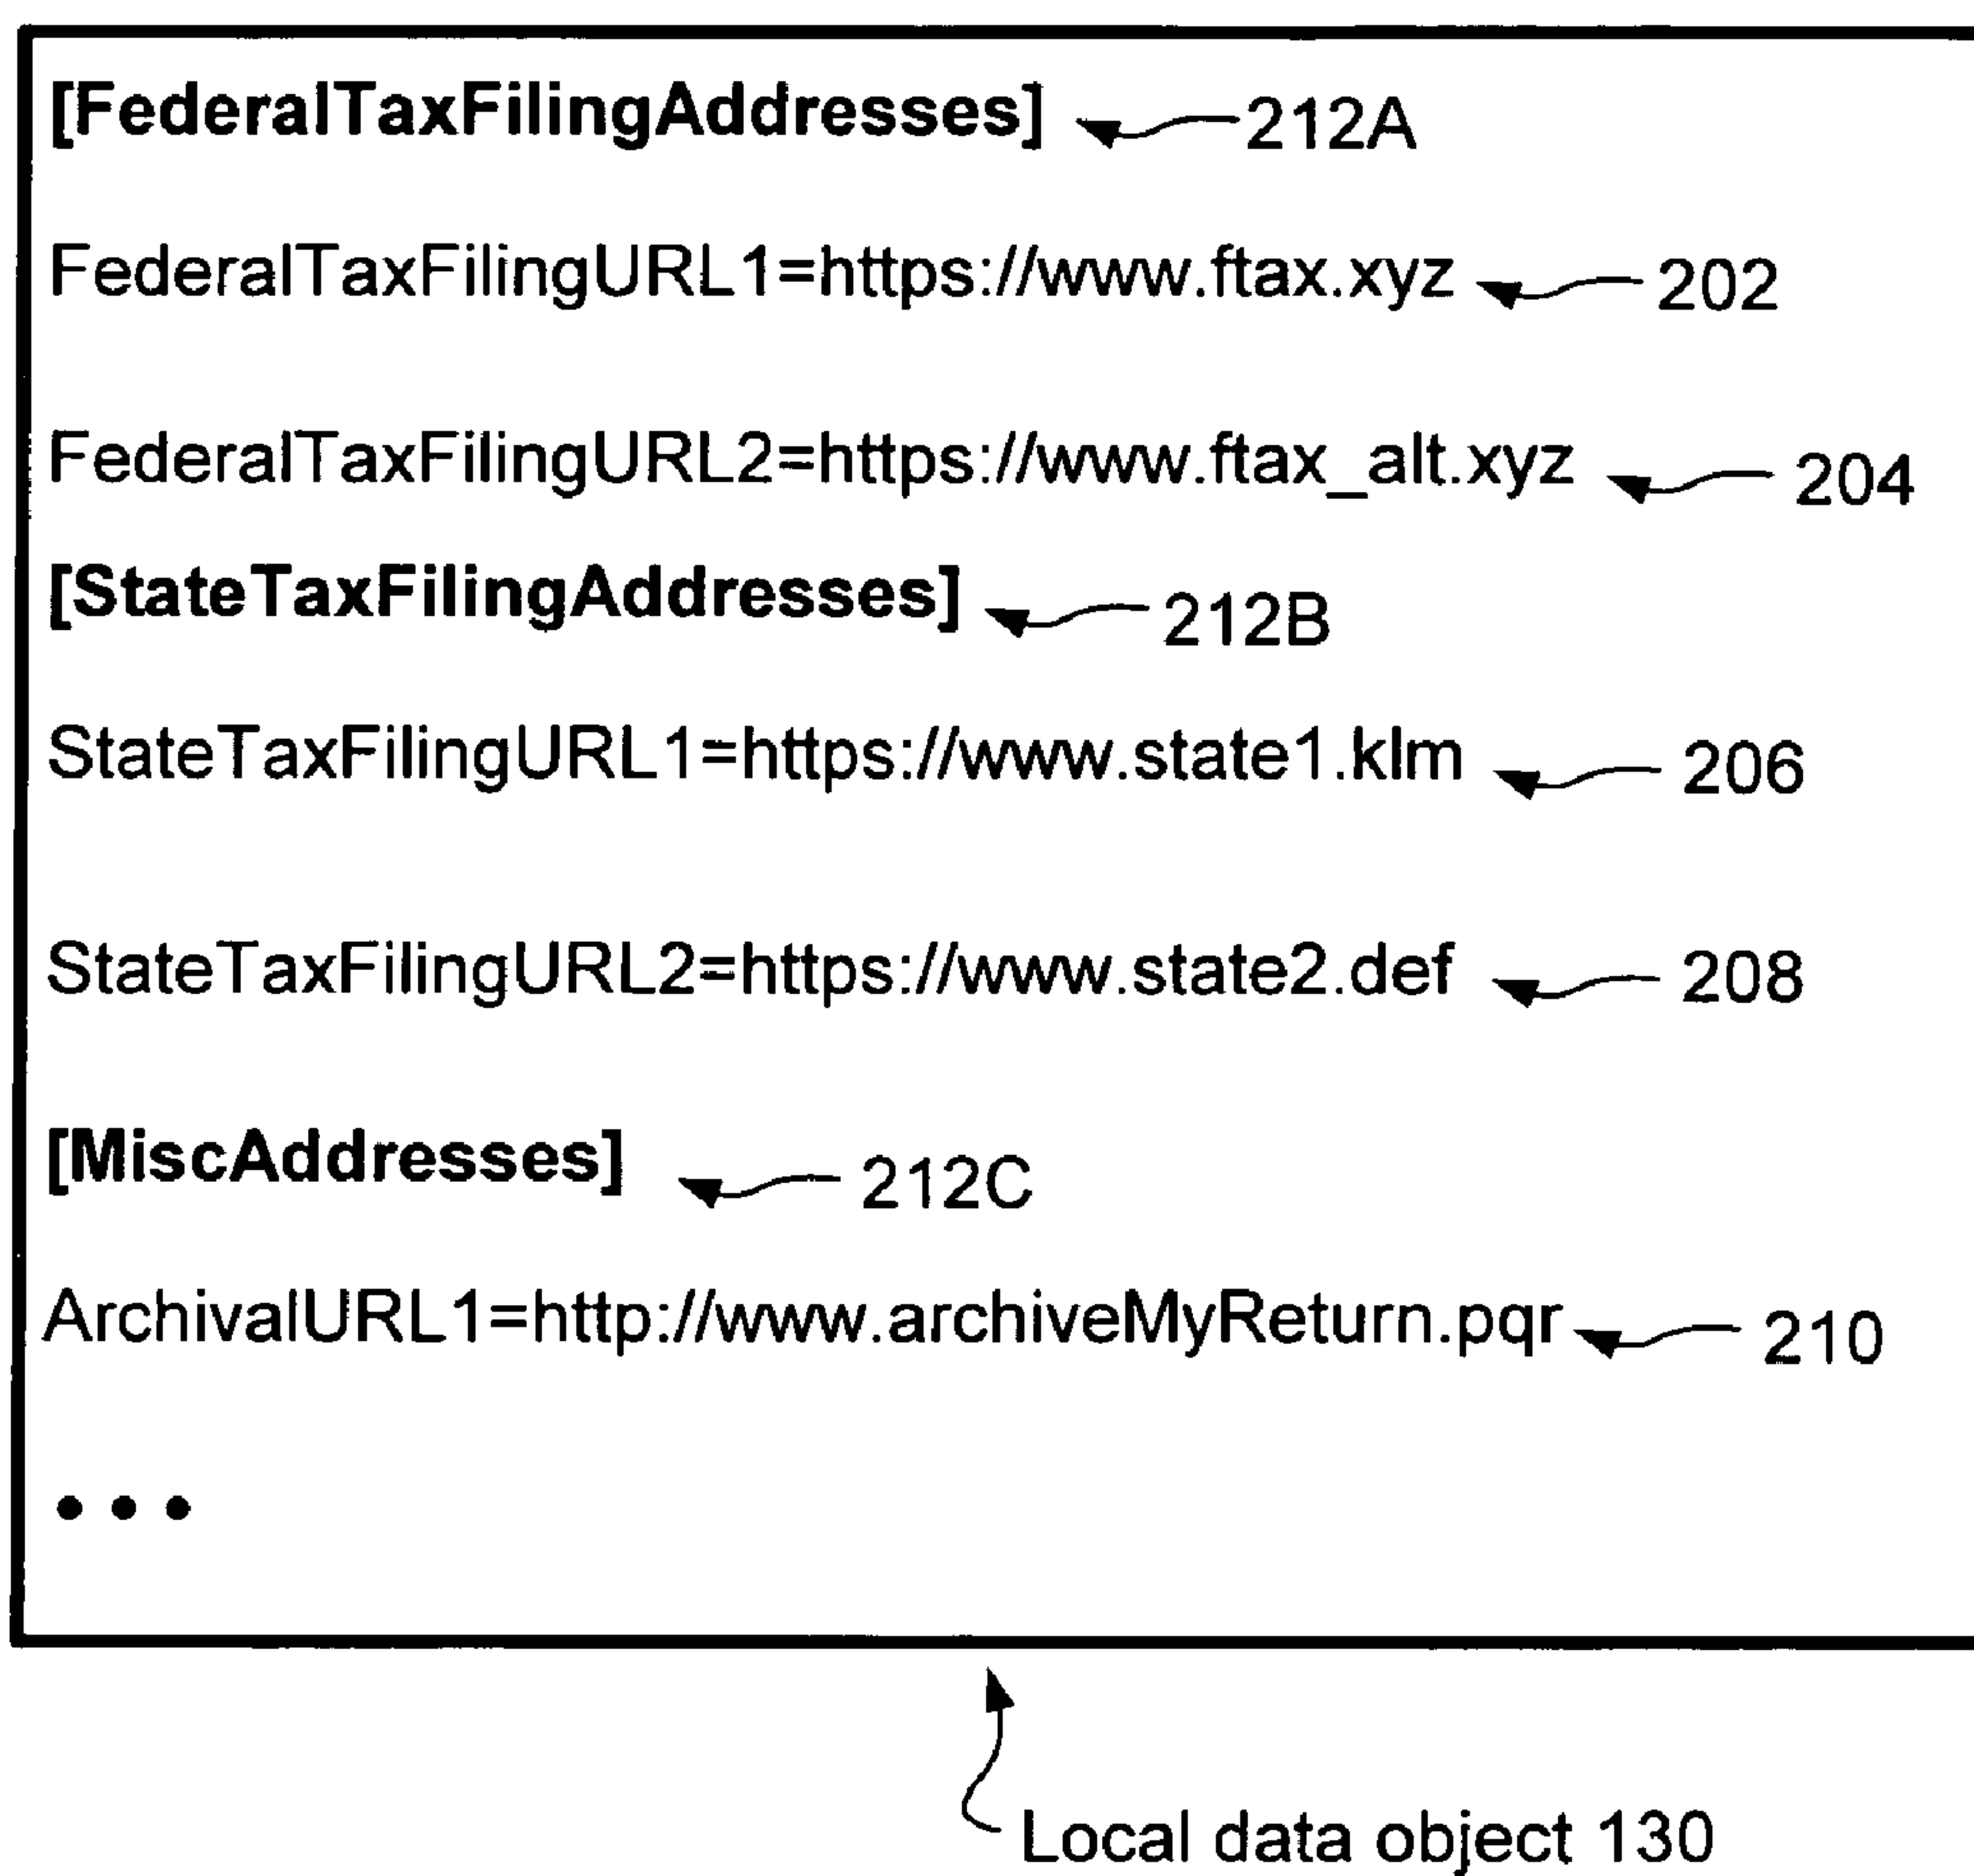 [FederalTaxFilingAddresses] 212A
FederalTaxFilingURL1=https://www.ftax.xyz 202
FederalTaxFilingURL2=https://www.ftax_alt.xyz 204
[StateTaxFilingAddresses] 212B
StateTaxFilingURL1=https://www.state1.klm 206
StateTaxFilingURL2=https://www.state2.def 208
[MiscAddresses] 212C
ArchivalURL1=http://www.archiveMyReturn.pqr 210
•••
Local data object 130